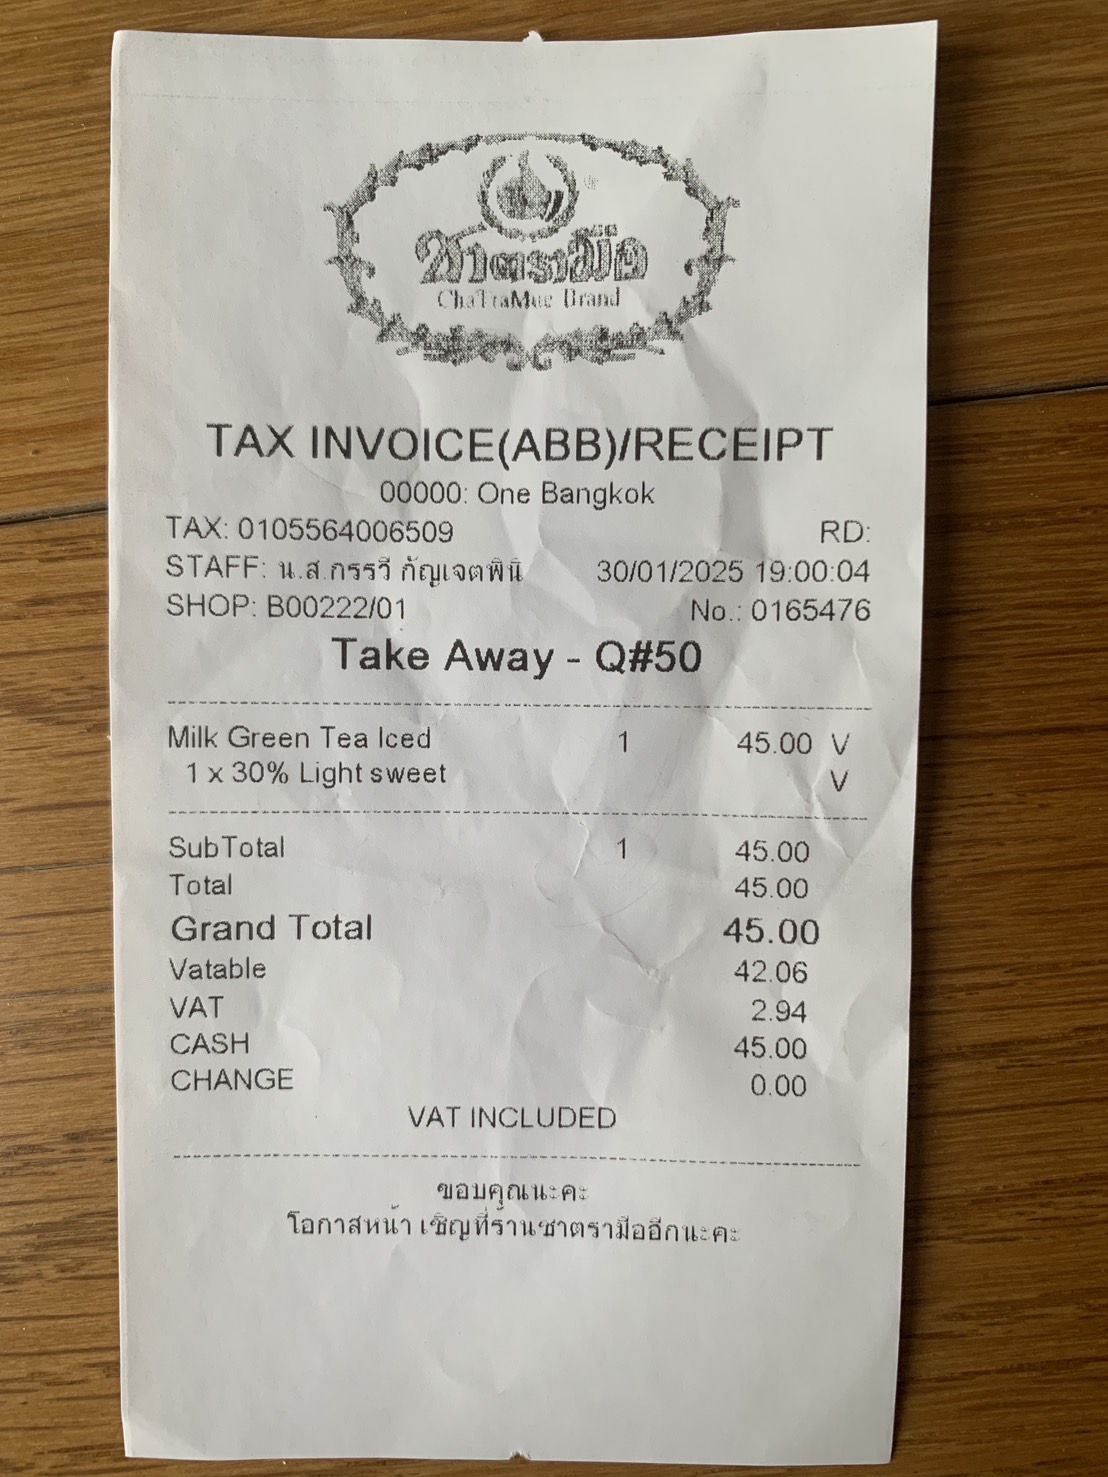 ชาตรามือ
ChaTraMue Brand
TAX INVOICE(ABB)/RECEIPT
00000: One Bangkok
TAX: 0105564006509 RD:
STAFF: น.ส.กรรวี กัญเจตพินิ 30/01/2025 19:00:04
SHOP: B00222/01 No.: 0165476
Take Away - Q#50
Milk Green Tea Iced 1 45.00 V
1 x 30% Light sweet V
SubTotal 1 45.00
Total 45.00
Grand Total 45.00
Vatable 42.06
VAT 2.94
CASH 45.00
CHANGE 0.00
VAT INCLUDED
ขอบคุณนะคะ
โอกาสหน้า เชิญที่ร้านชาตรามืออีกนะคะ